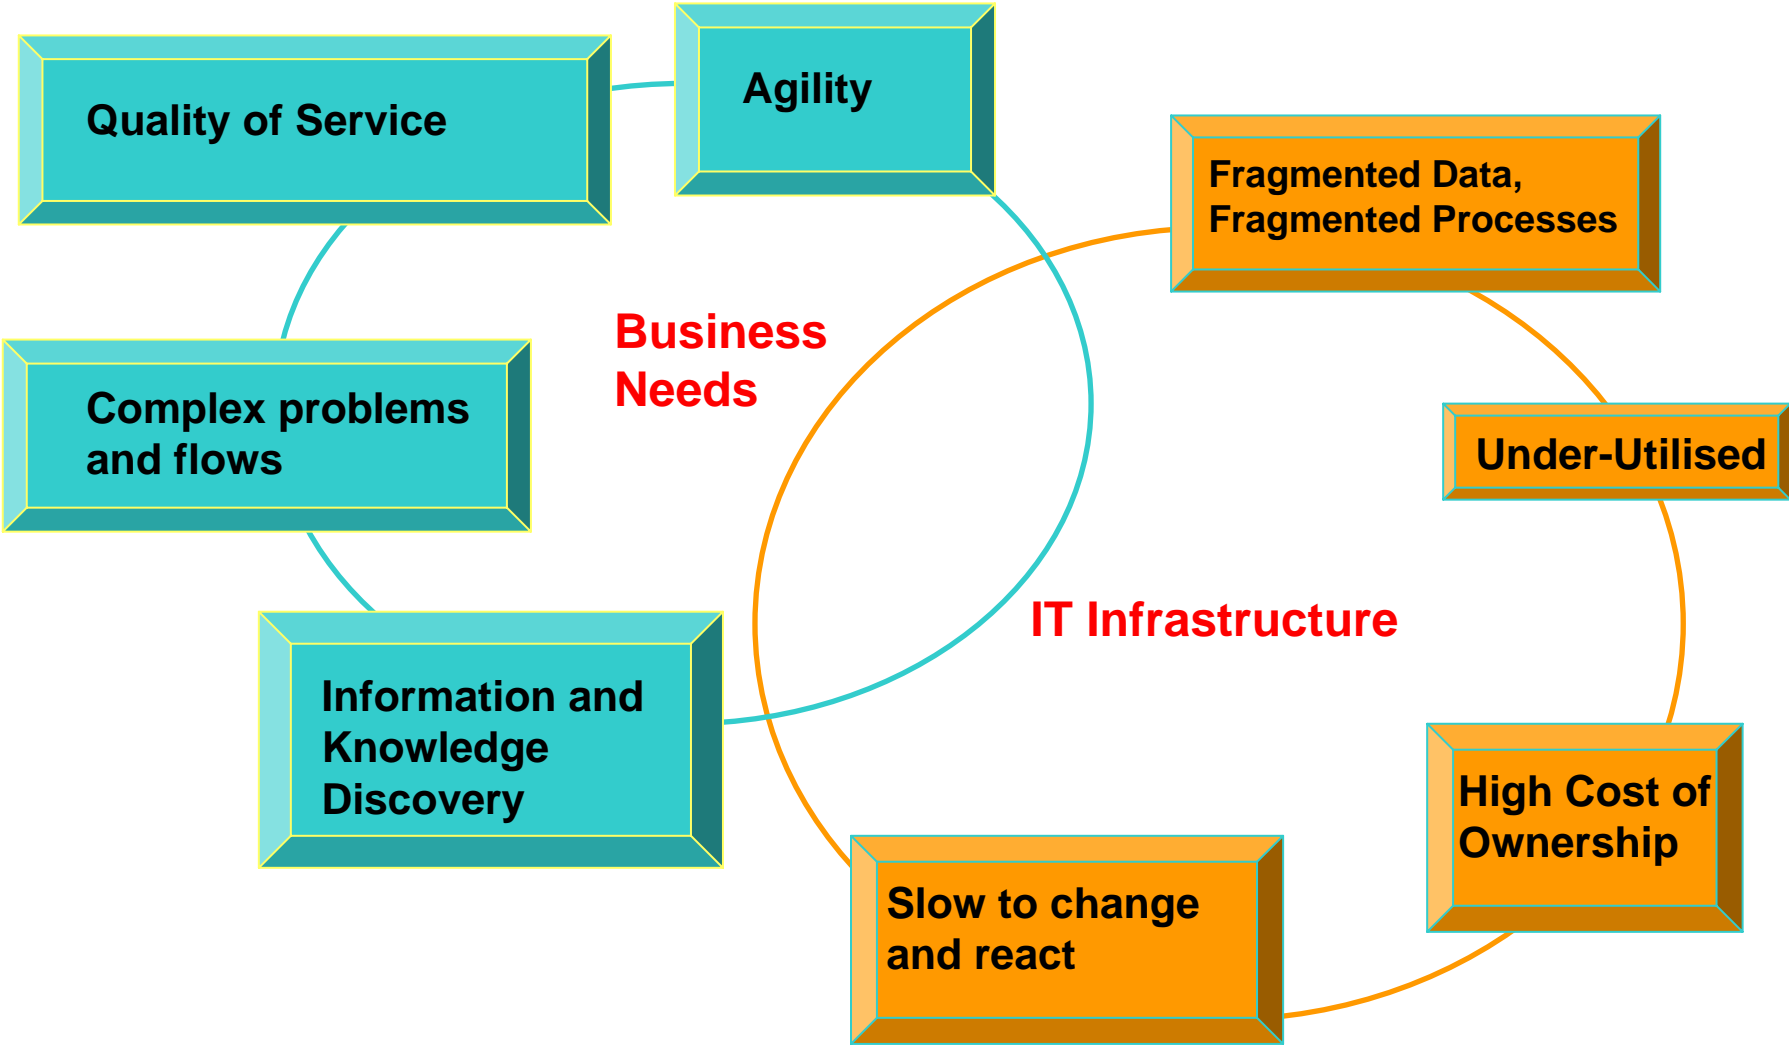 Quality of Service
Agility
Fragmented Data,
Fragmented Processes
Business
Needs
Complex problems
and flows
Under-Utilised
IT Infrastructure
Information and
Knowledge
Discovery
High Cost of
Ownership
Slow to change
and react